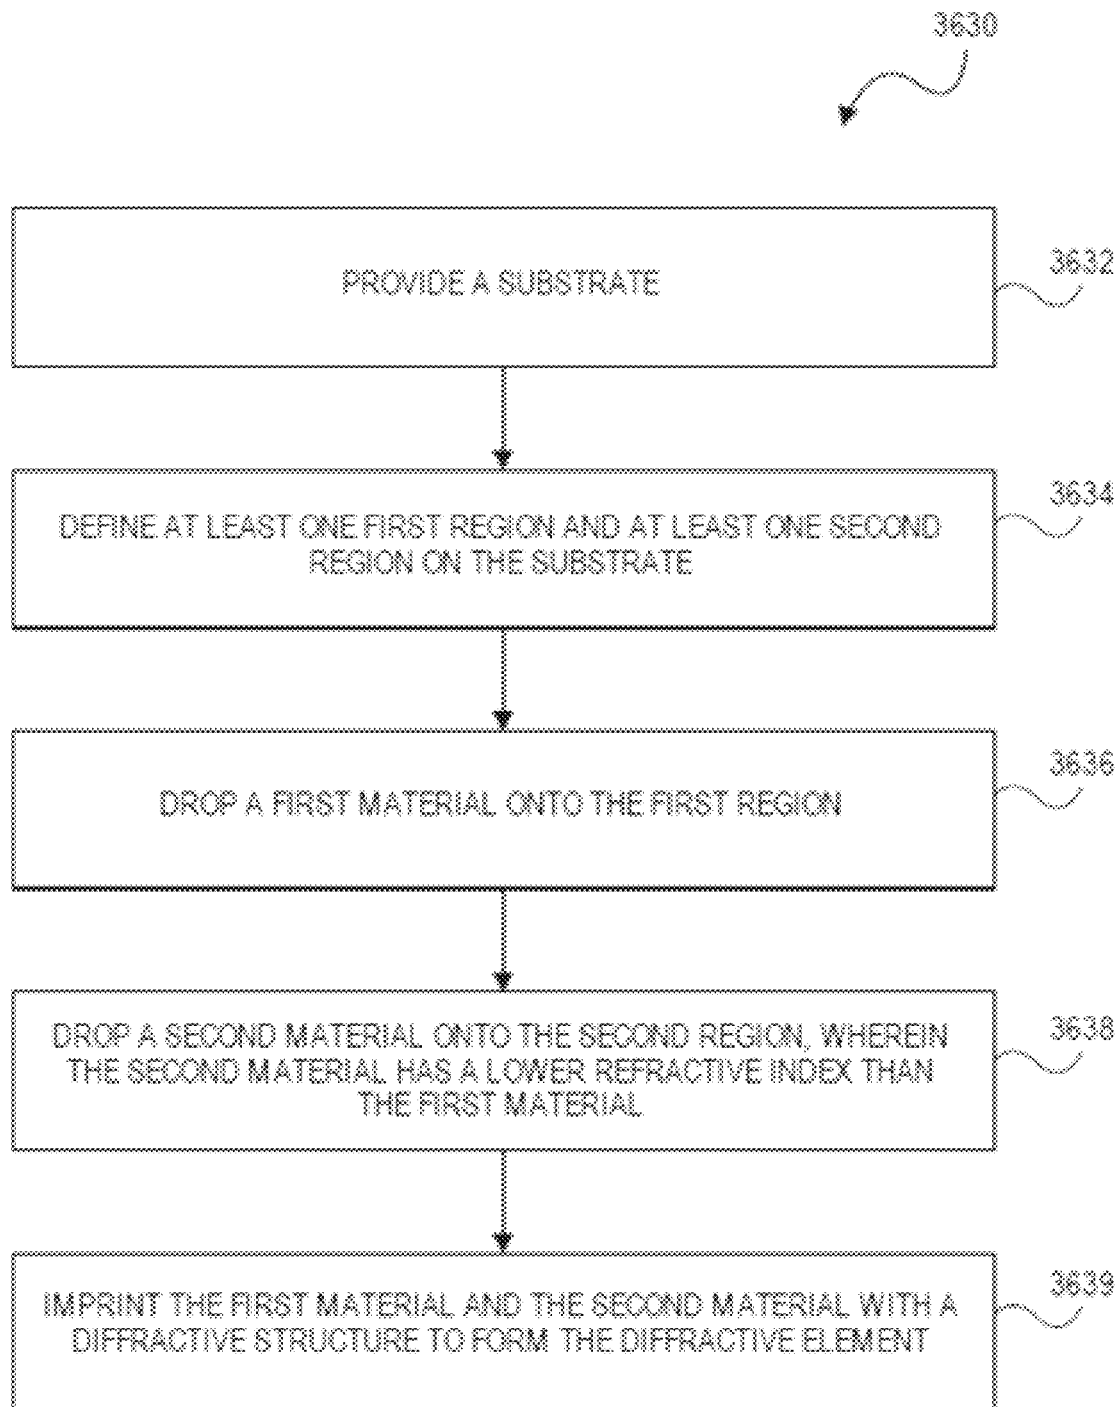 3630
PROVIDE A SUBSTRATE
3632
DEFINE AT LEAST ONE FIRST REGION AND AT LEAST ONE SECOND
REGION ON THE SUBSTRATE
3634
DROP A FIRST MATERIAL ONTO THE FIRST REGION
3636
DROP A SECOND MATERIAL ONTO THE SECOND REGION, WHEREIN
THE SECOND MATERIAL HAS A LOWER REFRACTIVE INDEX THAN
THE FIRST MATERIAL
3638
IMPRINT THE FIRST MATERIAL AND THE SECOND MATERIAL WITH A
DIFFRACTIVE STRUCTURE TO FORM THE DIFFRACTIVE ELEMENT
3639